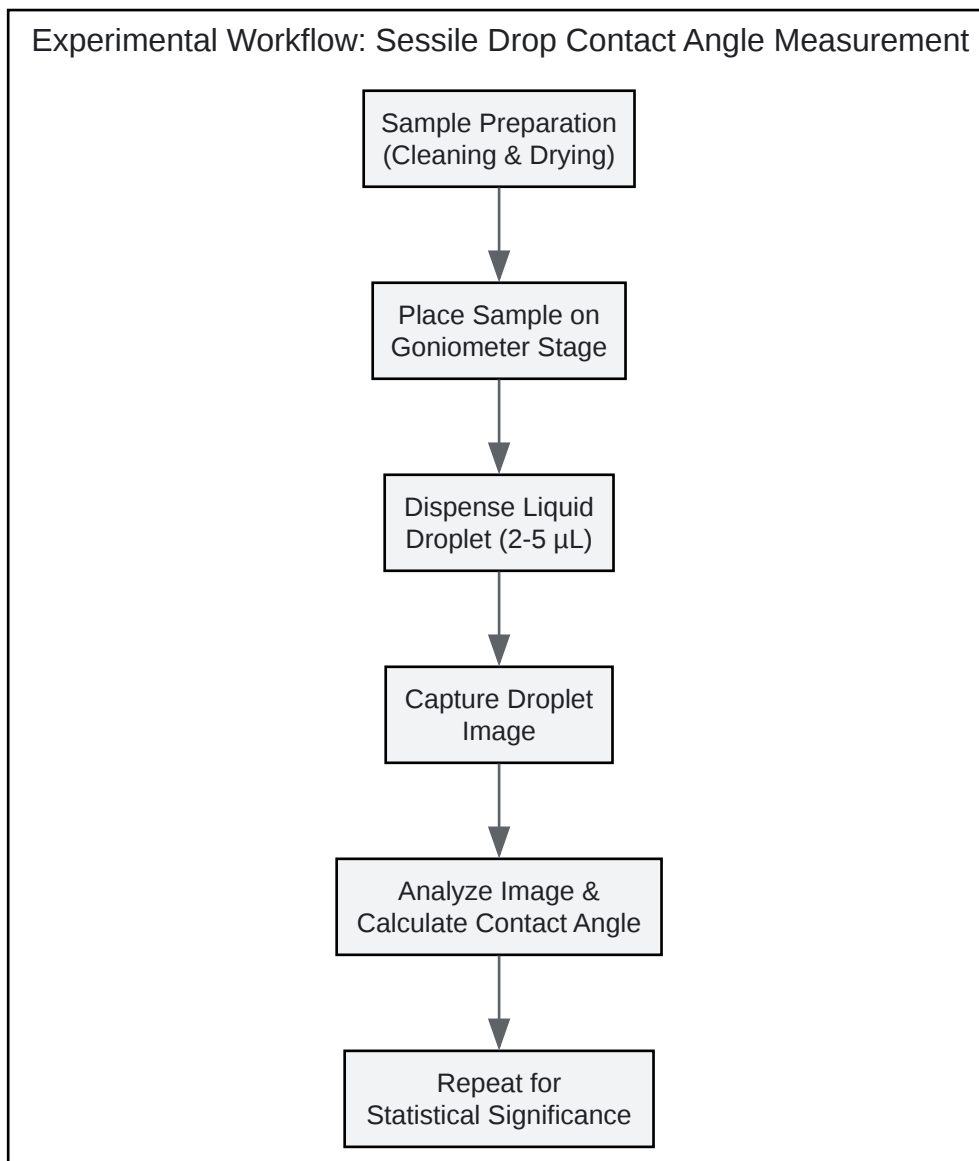 Experimental Workflow: Sessile Drop Contact Angle Measurement
Sample Preparation
(Cleaning & Drying)
Place Sample on
Goniometer Stage
Dispense Liquid
Droplet (2-5 µL)
Capture Droplet
Image
Analyze Image &
Calculate Contact Angle
Repeat for
Statistical Significance